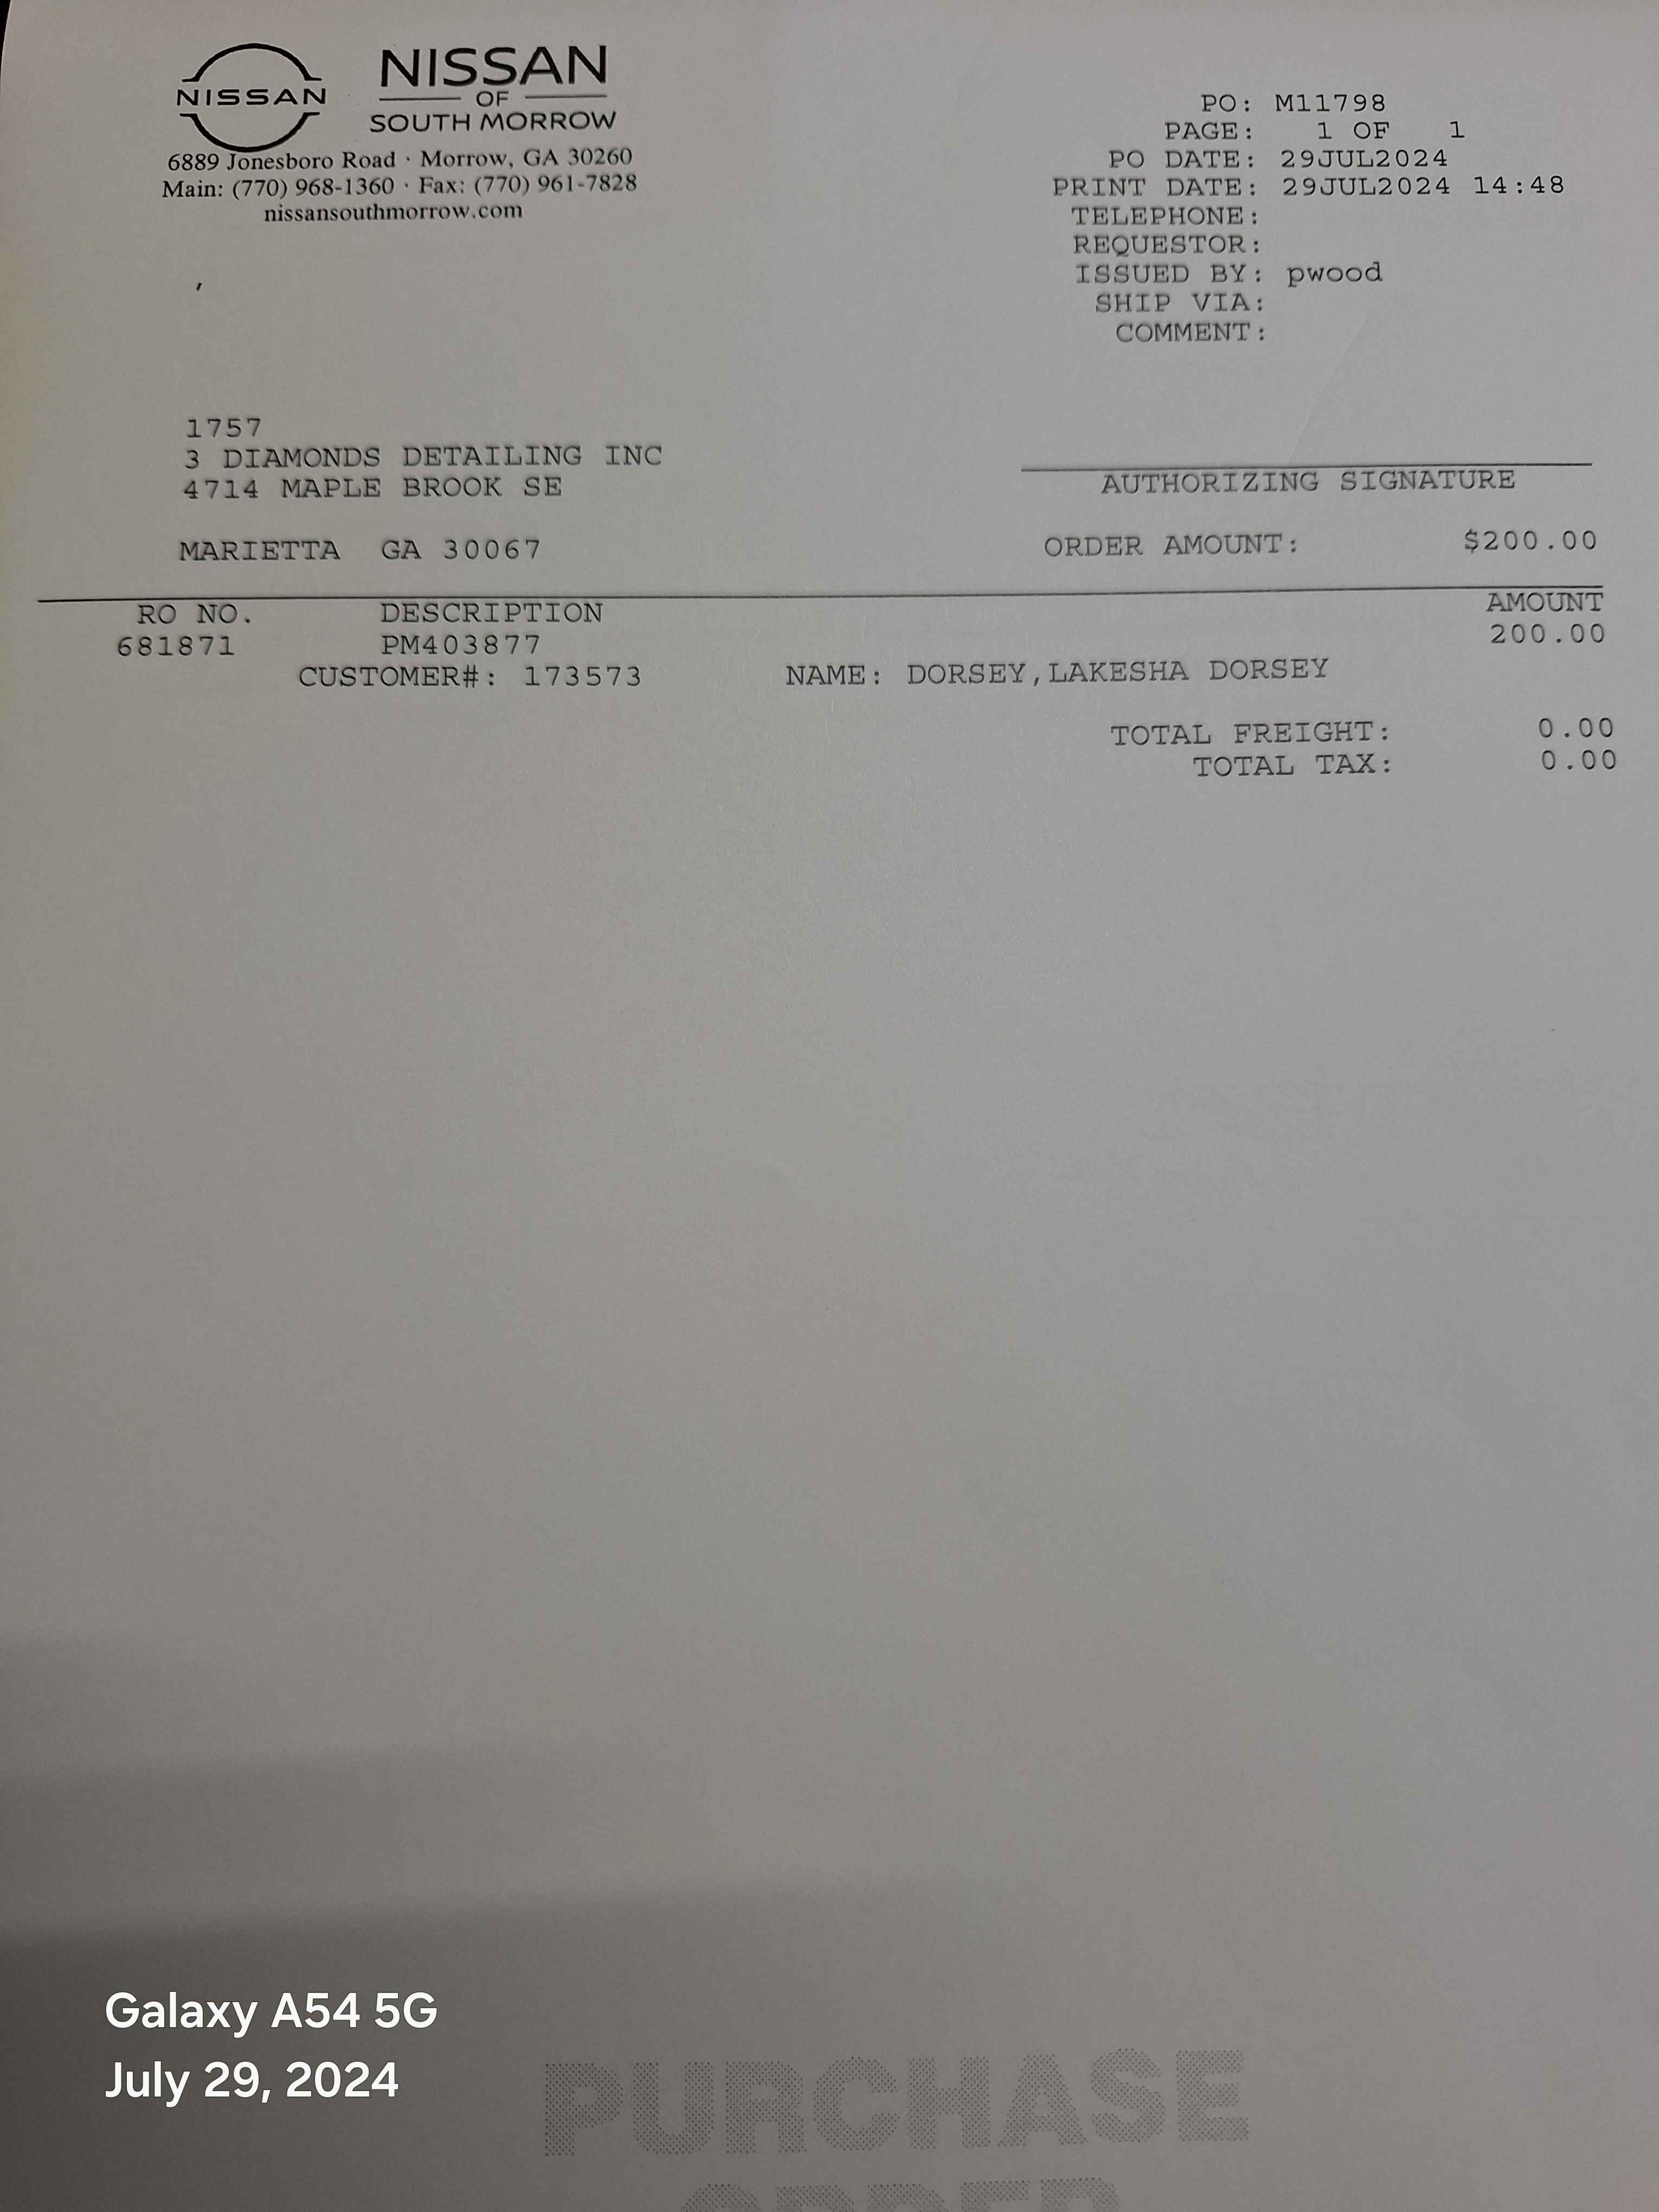 NISSAN
NISSAN
OF
SOUTH MORROW
6889 Jonesboro Road · Morrow, GA 30260
Main: (770) 968-1360 · Fax: (770) 961-7828
nissansouthmorrow.com
PO: M11798
PAGE: 1 OF 1
PO DATE: 29JUL2024
PRINT DATE: 29JUL2024 14:48
TELEPHONE:
REQUESTOR:
ISSUED BY: pwood
SHIP VIA:
COMMENT:
1757
3 DIAMONDS DETAILING INC
4714 MAPLE BROOK SE
MARIETTA GA 30067
AUTHORIZING SIGNATURE
ORDER AMOUNT: $200.00
RO NO. DESCRIPTION AMOUNT
681871 PM403877 200.00
CUSTOMER#: 173573 NAME: DORSEY,LAKESHA DORSEY
TOTAL FREIGHT: 0.00
TOTAL TAX: 0.00
Galaxy A54 5G
July 29, 2024
PURCHASE
ORDER